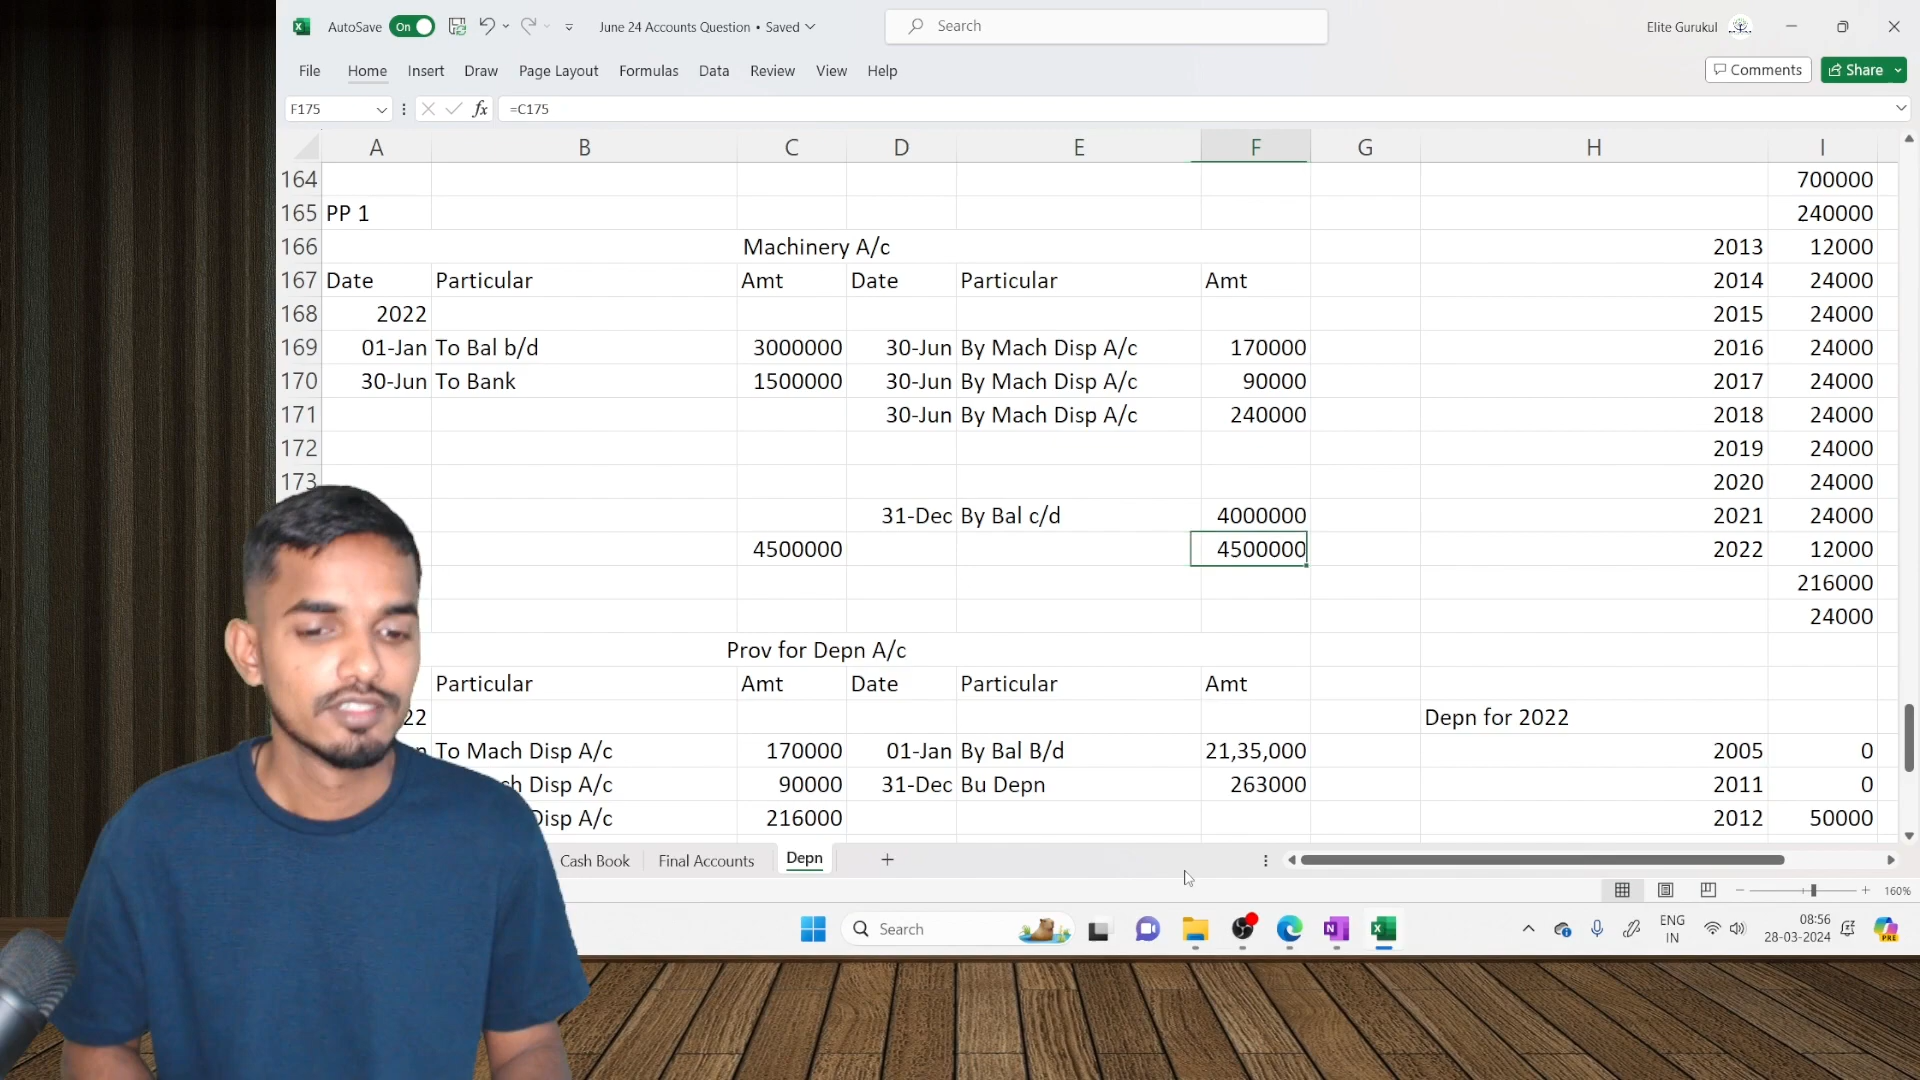 AutoSave On June 24 Accounts Question • Saved Search Elite Gurukul
File Home Insert Draw Page Layout Formulas Data Review View Help Comments Share
F175 fx =C175
A B C D E F G H I
164 700000
165 PP 1 240000
166 Machinery A/c 2013 12000
167 Date Particular Amt Date Particular Amt 2014 24000
168 2022 2015 24000
169 01-Jan To Bal b/d 3000000 30-Jun By Mach Disp A/c 170000 2016 24000
170 30-Jun To Bank 1500000 30-Jun By Mach Disp A/c 90000 2017 24000
171 30-Jun By Mach Disp A/c 240000 2018 24000
172 2019 24000
173 2020 24000
31-Dec By Bal c/d 4000000 2021 24000
4500000 4500000 2022 12000
216000
24000
Prov for Depn A/c
Particular Amt Date Particular Amt
22 Depn for 2022
To Mach Disp A/c 170000 01-Jan By Bal B/d 21,35,000 2005 0
ch Disp A/c 90000 31-Dec Bu Depn 263000 2011 0
Disp A/c 216000 2012 50000
Cash Book Final Accounts Depn
160%
Search ENG IN 08:56 28-03-2024 PRE